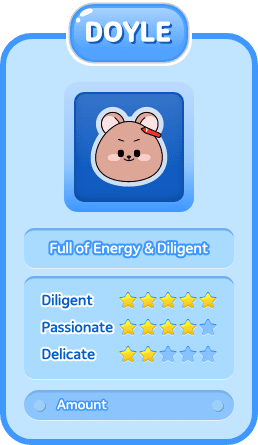 DOYLE
Full of Energy & Diligent
Diligent
Passionate
Delicate
Amount